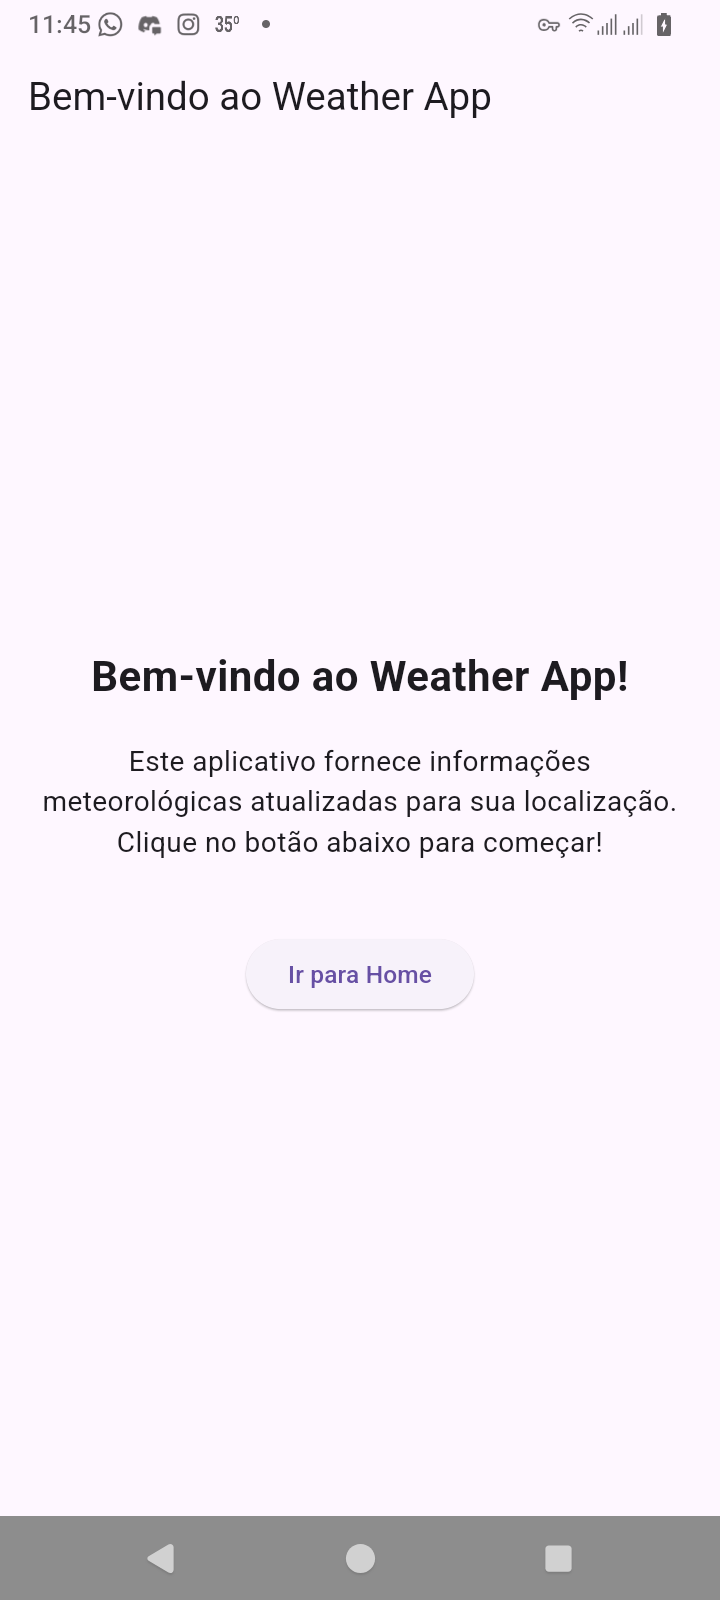 11:45 35º
Bem-vindo ao Weather App
Bem-vindo ao Weather App!
Este aplicativo fornece informações
meteorológicas atualizadas para sua localização.
Clique no botão abaixo para começar!
Ir para Home